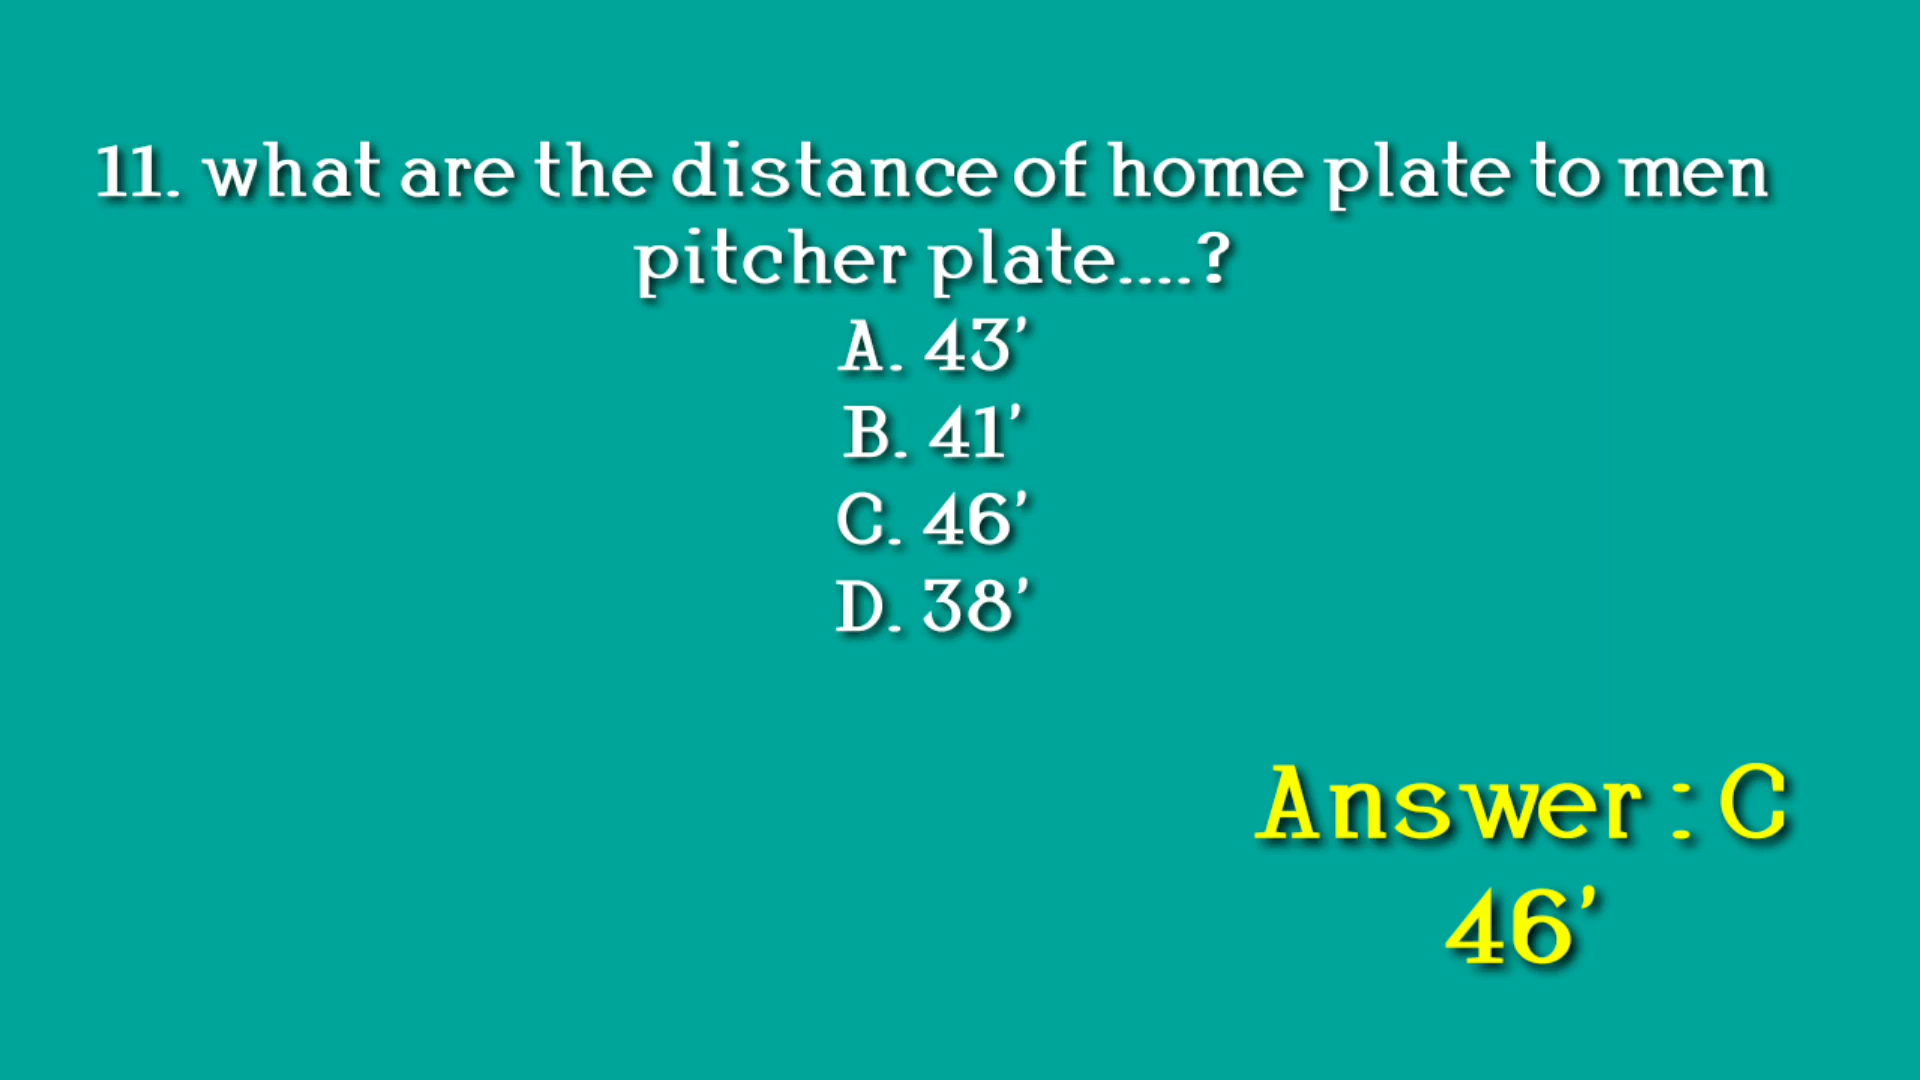 11. what are the distance of home plate to men
pitcher plate....?
A. 43’
B. 41’
C. 46’
D. 38’
Answer : C
46’